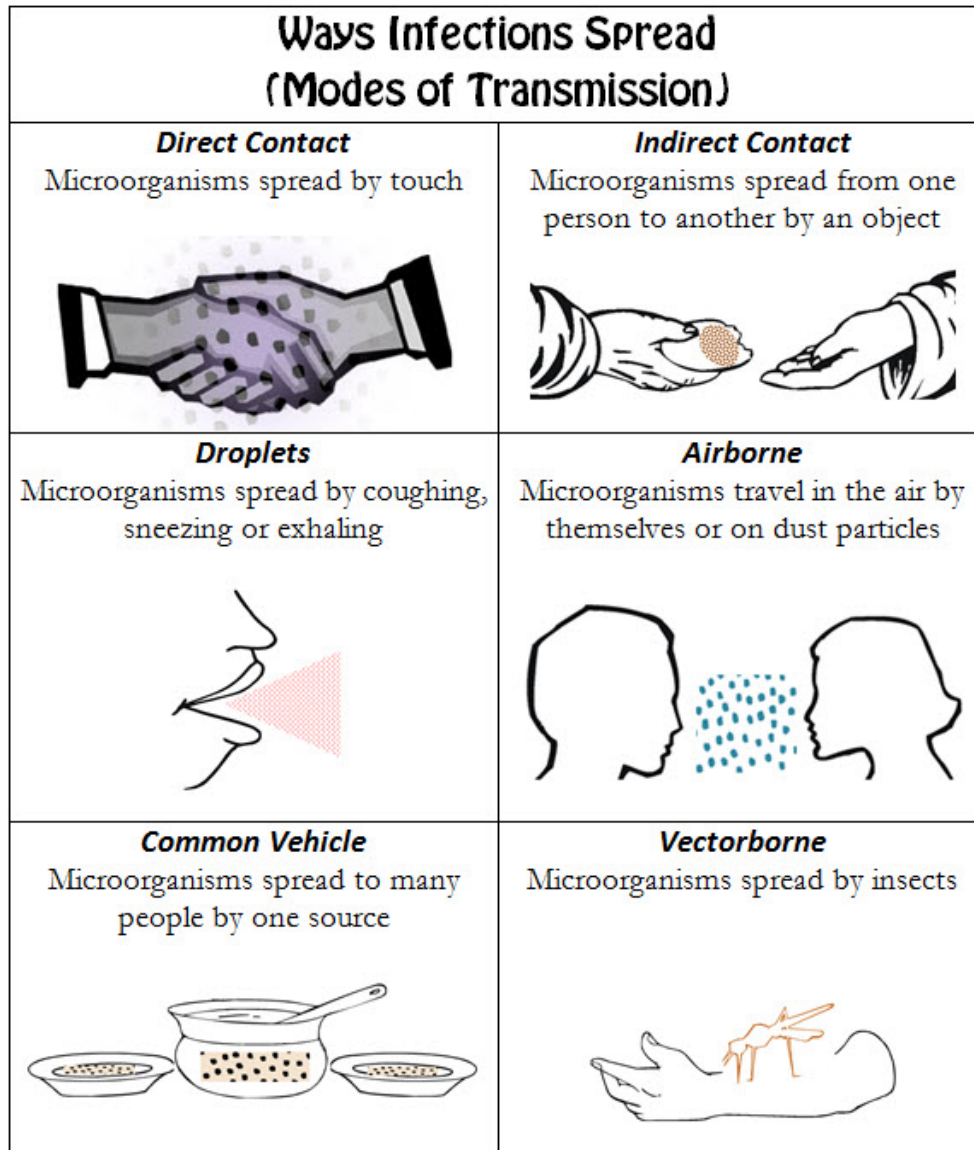 Ways Infections Spread
(Modes of Transmission)
Direct Contact
Microorganisms spread by touch
Indirect Contact
Microorganisms spread from one
person to another by an object
Droplets
Microorganisms spread by coughing,
sneezing or exhaling
Airborne
Microorganisms travel in the air by
themselves or on dust particles
Common Vehicle
Microorganisms spread to many
people by one source
Vectorborne
Microorganisms spread by insects